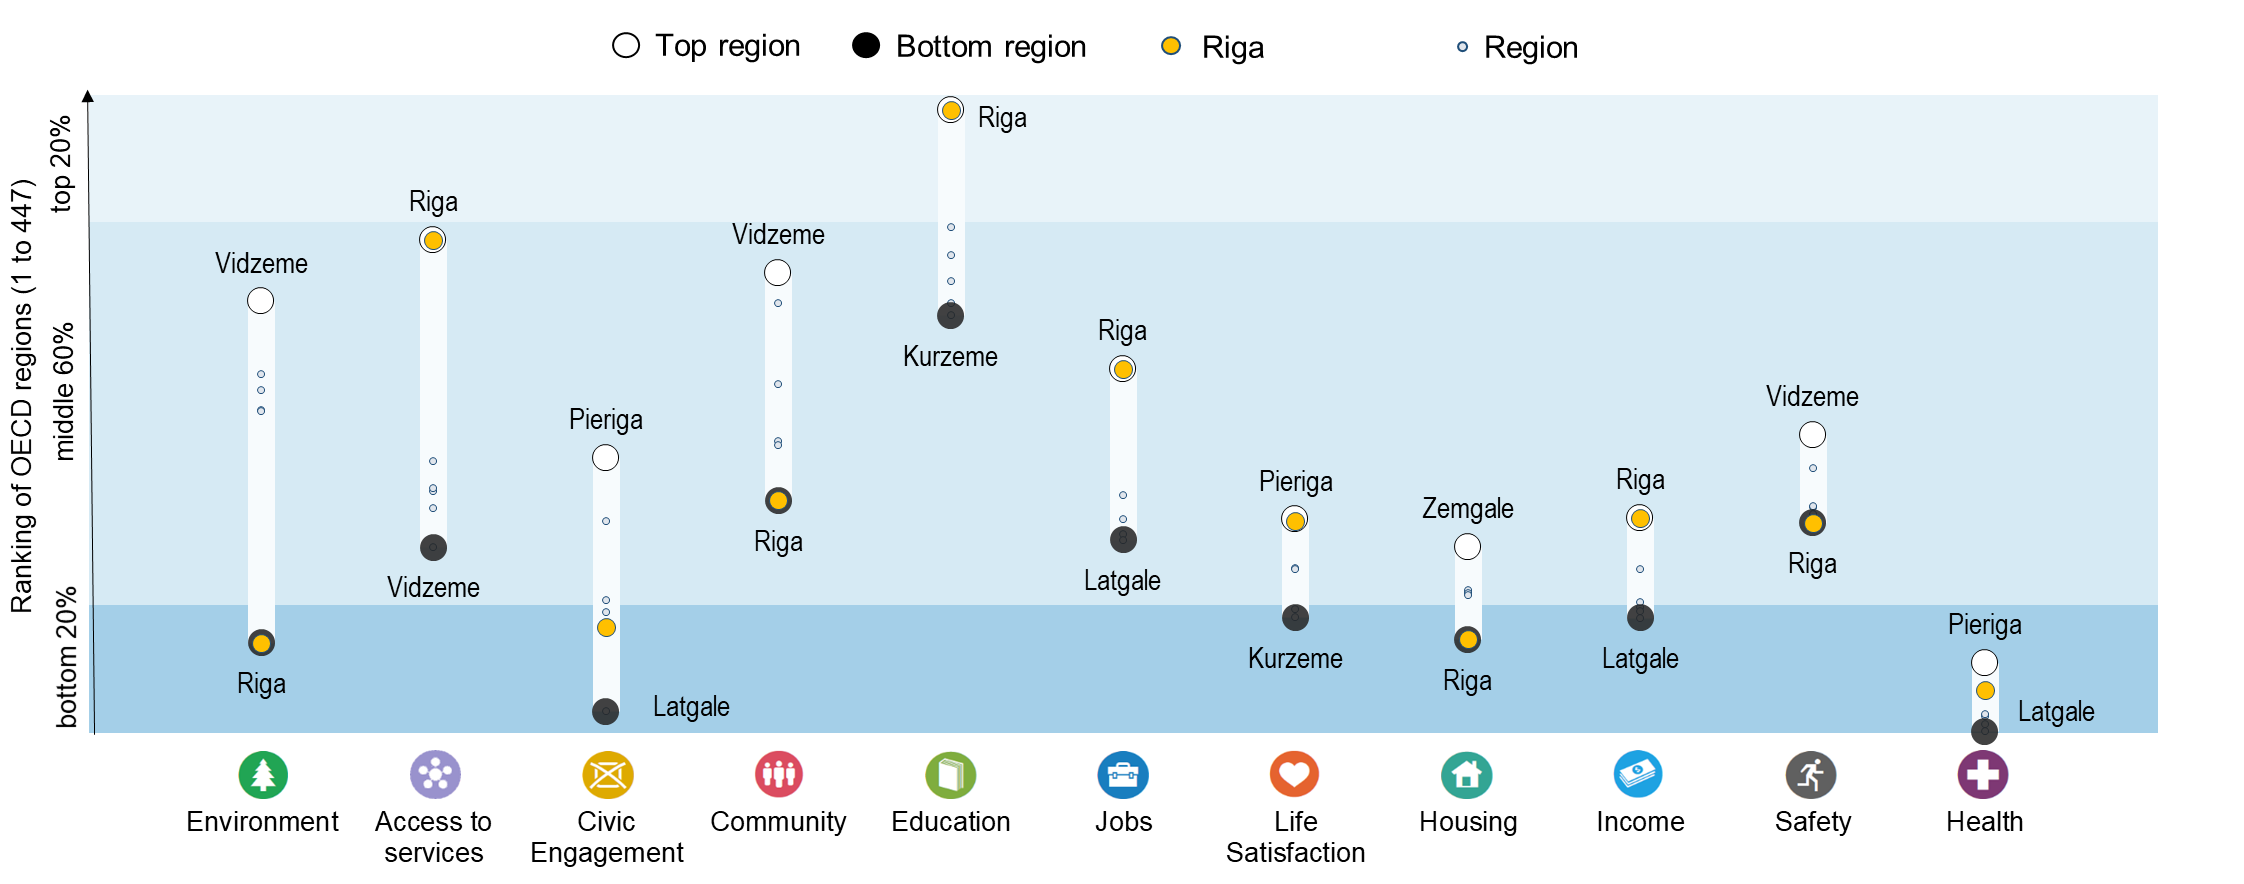 Top region
Bottom region
Riga
Region
Ranking of OECD regions (1 to 447)
top 20%
middle 60%
bottom 20%
Vidzeme
Riga
Riga
Vidzeme
Pieriga
Latgale
Vidzeme
Riga
Riga
Kurzeme
Riga
Latgale
Pieriga
Kurzeme
Zemgale
Riga
Riga
Latgale
Vidzeme
Riga
Pieriga
Latgale
Environment
Access to
services
Civic
Engagement
Community
Education
Jobs
Life
Satisfaction
Housing
Income
Safety
Health